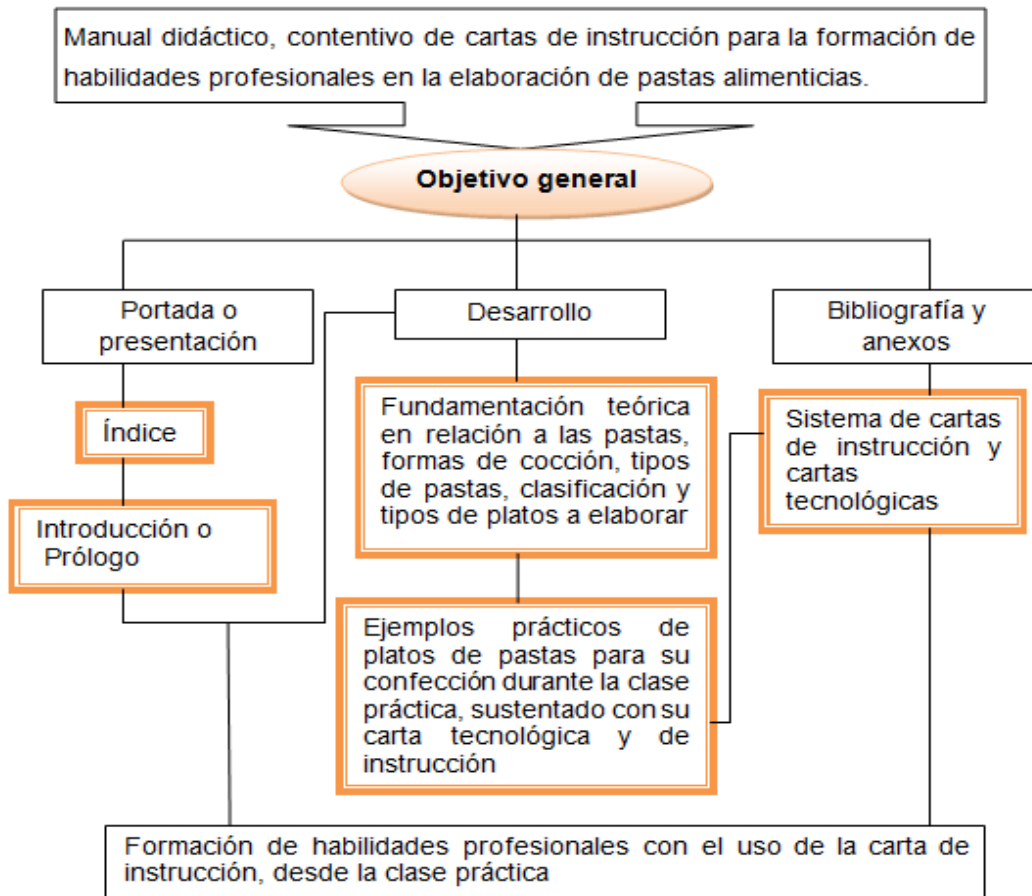 Manual didáctico, contentivo de cartas de instrucción para la formación de
habilidades profesionales en la elaboración de pastas alimenticias.
Objetivo general
Portada o
presentación
Desarrollo
Bibliografía y
anexos
Índice
Introducción o
Prólogo
Fundamentación teórica
en relación a las pastas,
formas de cocción, tipos
de pastas, clasificación y
tipos de platos a elaborar
Sistema de cartas
de instrucción y
cartas
tecnológicas
Ejemplos prácticos de
platos de pastas para su
confección durante la clase
práctica, sustentado con su
carta tecnológica y de
instrucción
Formación de habilidades profesionales con el uso de la carta de
instrucción, desde la clase práctica